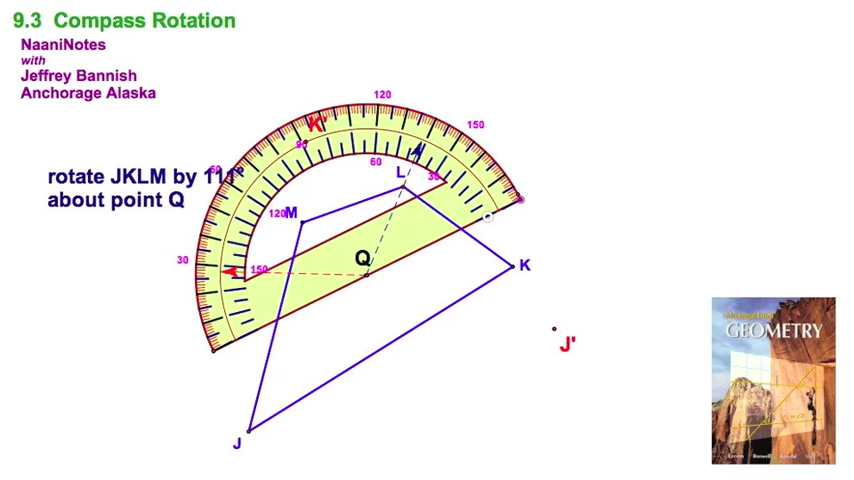 9.3 Compass Rotation
NaaniNotes
with
Jeffrey Bannish
Anchorage Alaska
120
K'
150
90
60
60
L
30
rotate JKLM by 111°
about point Q
120
M
30
150
Q
K
J'
J
GEOMETRY